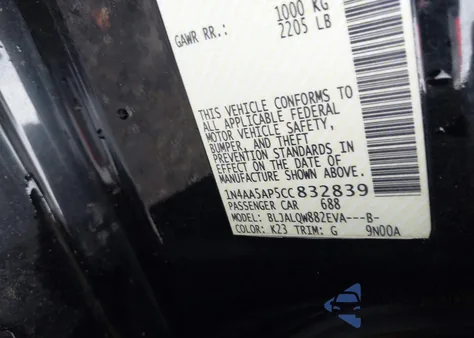 GAWR RR.: 1000 KG
2205 LB
THIS VEHICLE CONFORMS TO
ALL APPLICABLE FEDERAL
MOTOR VEHICLE SAFETY,
BUMPER, AND THEFT
PREVENTION STANDARDS IN
EFFECT ON THE DATE OF
MANUFACTURE SHOWN ABOVE.
1N4AA5AP5CC 832839
PASSENGER CAR 688
MODEL: BLJALQW882EVA---B-
COLOR: K23 TRIM: G 9N00A